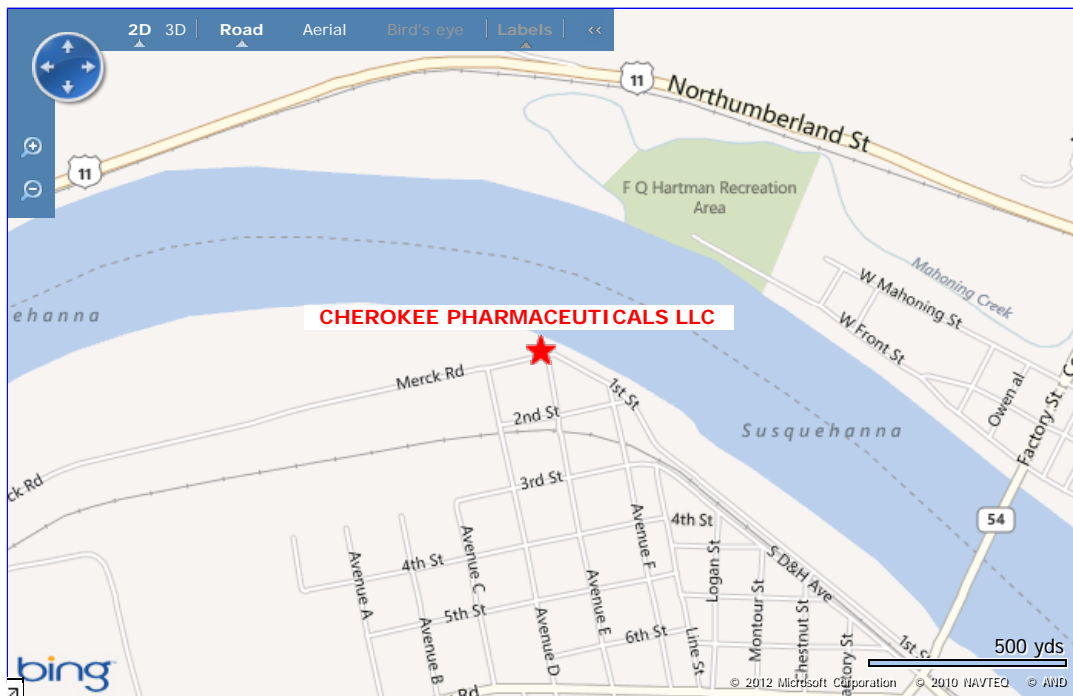 2D 3D Road Aerial Bird's eye Labels <<
11
Northumberland St
11
F Q Hartman Recreation
Area
Mahoning Creek
W Mahoning St
W Front St
ehanna
CHEROKEE PHARMACEUTICALS LLC
Merck Rd
1st St
2nd St
Owen al
Factory St
Susquehanna
ck Rd
3rd St
54
Avenue F
4th St
S D&H Ave
Avenue A
Avenue C
4th St
Logan St
Avenue E
Montour St
Chestnut St
5th St
Avenue B
Avenue D
6th St
Line St
actory St
1st St
500 yds
bing
Rd
© 2012 Microsoft Corporation © 2010 NAVTEQ © AND